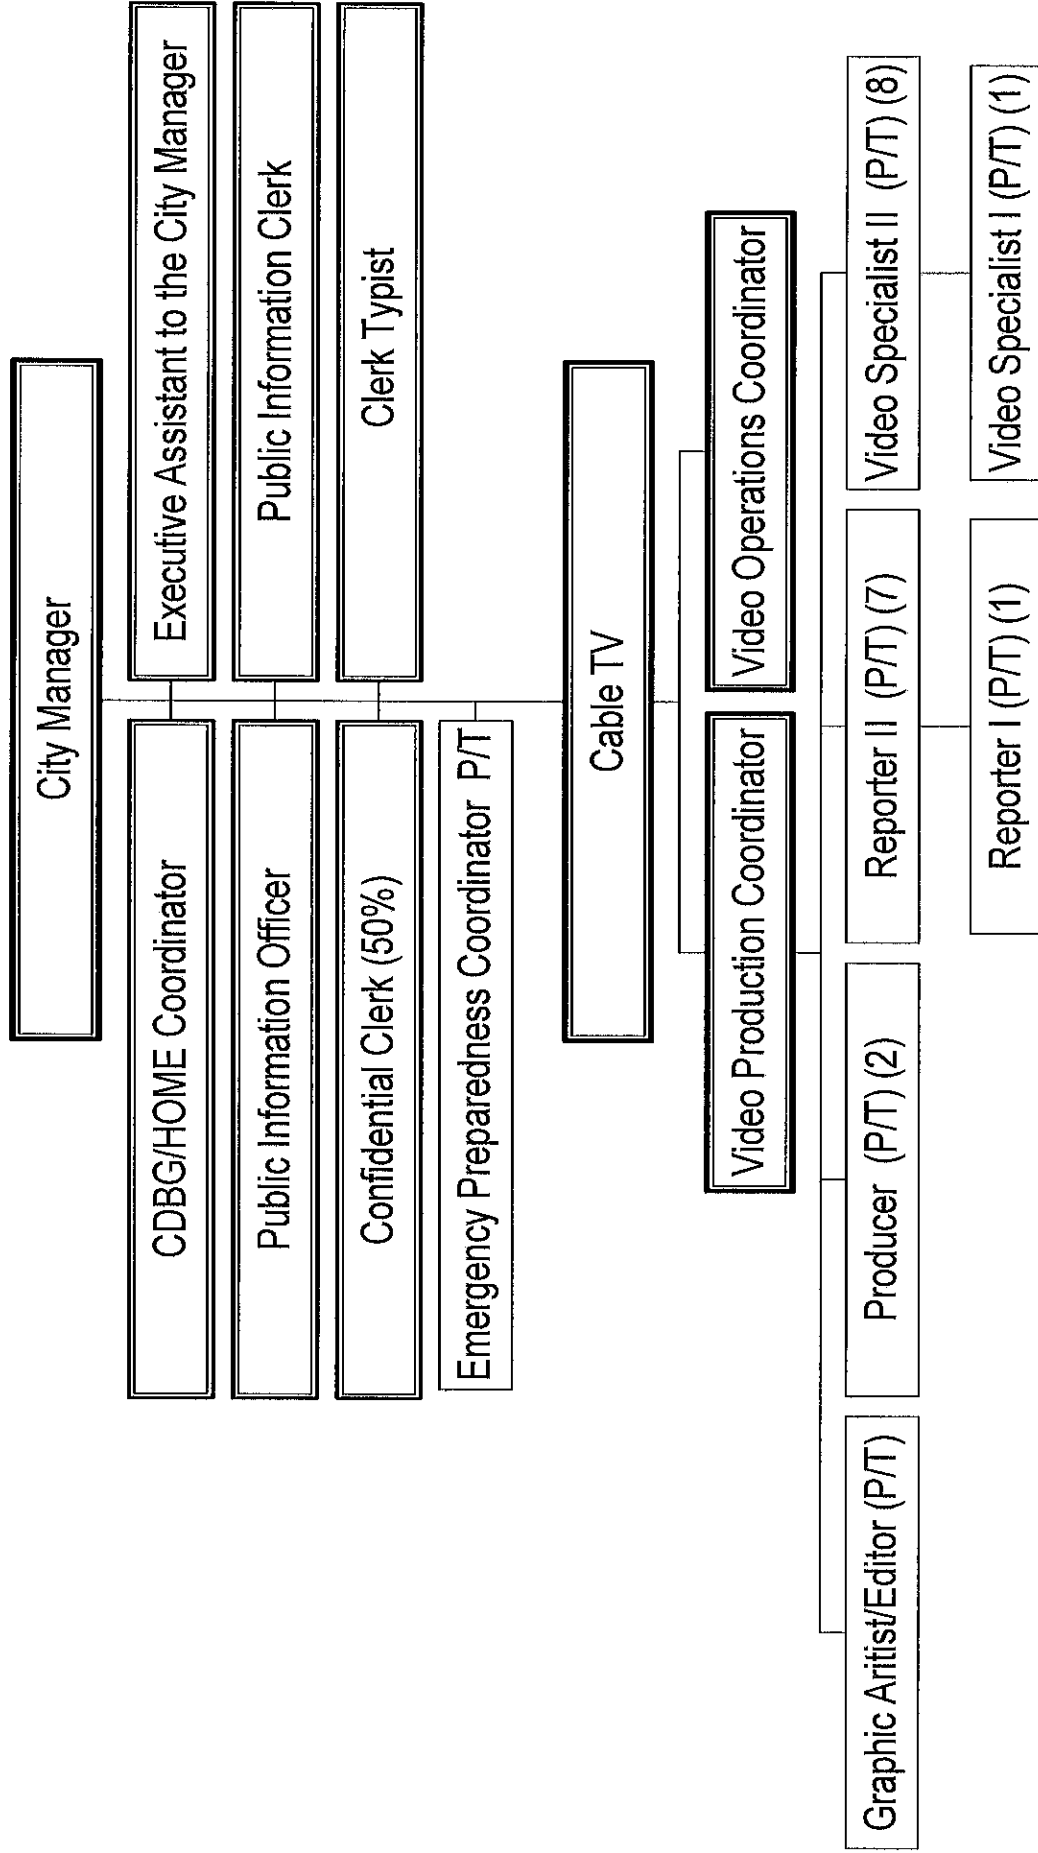 City Manager
CDBG/HOME Coordinator
Executive Assistant to the City Manager
Public Information Officer
Public Information Clerk
Confidential Clerk (50%)
Clerk Typist
Emergency Preparedness Coordinator P/T
Cable TV
Video Production Coordinator
Video Operations Coordinator
Graphic Aritist/Editor (P/T)
Producer (P/T) (2)
Reporter II (P/T) (7)
Video Specialist II (P/T) (8)
Reporter I (P/T) (1)
Video Specialist I (P/T) (1)